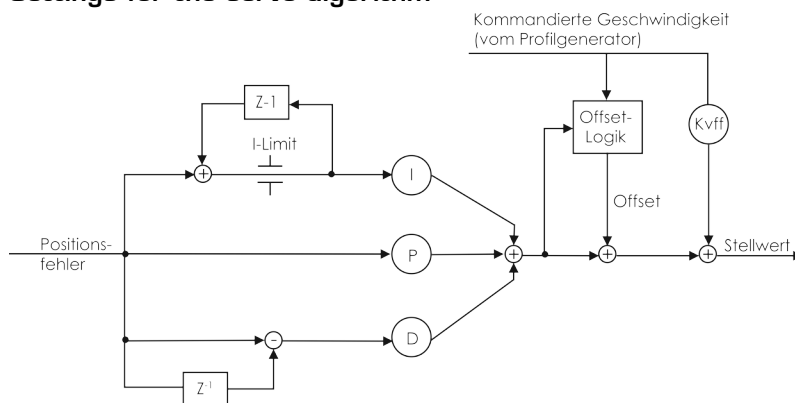 Settings for the servo algorithm
Kommandierte Geschwindigkeit
(vom Profilgenerator)
Z-1
I-Limit
Offset-
Logik
Kvff
+
I
Offset
Positions-
fehler
P
+
+
+
Stellwert
-
D
Z-1